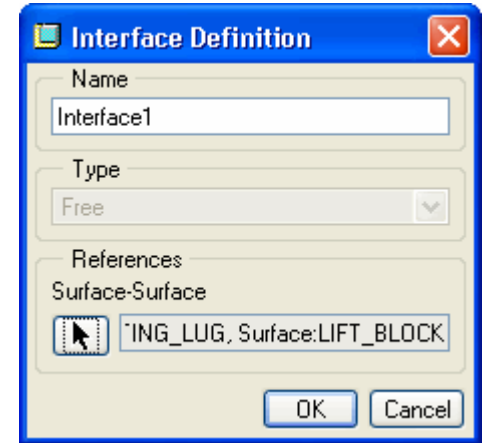 Interface Definition
Name
Interface1
Type
Free
References
Surface-Surface
ING_LUG, Surface:LIFT_BLOCK
OK Cancel